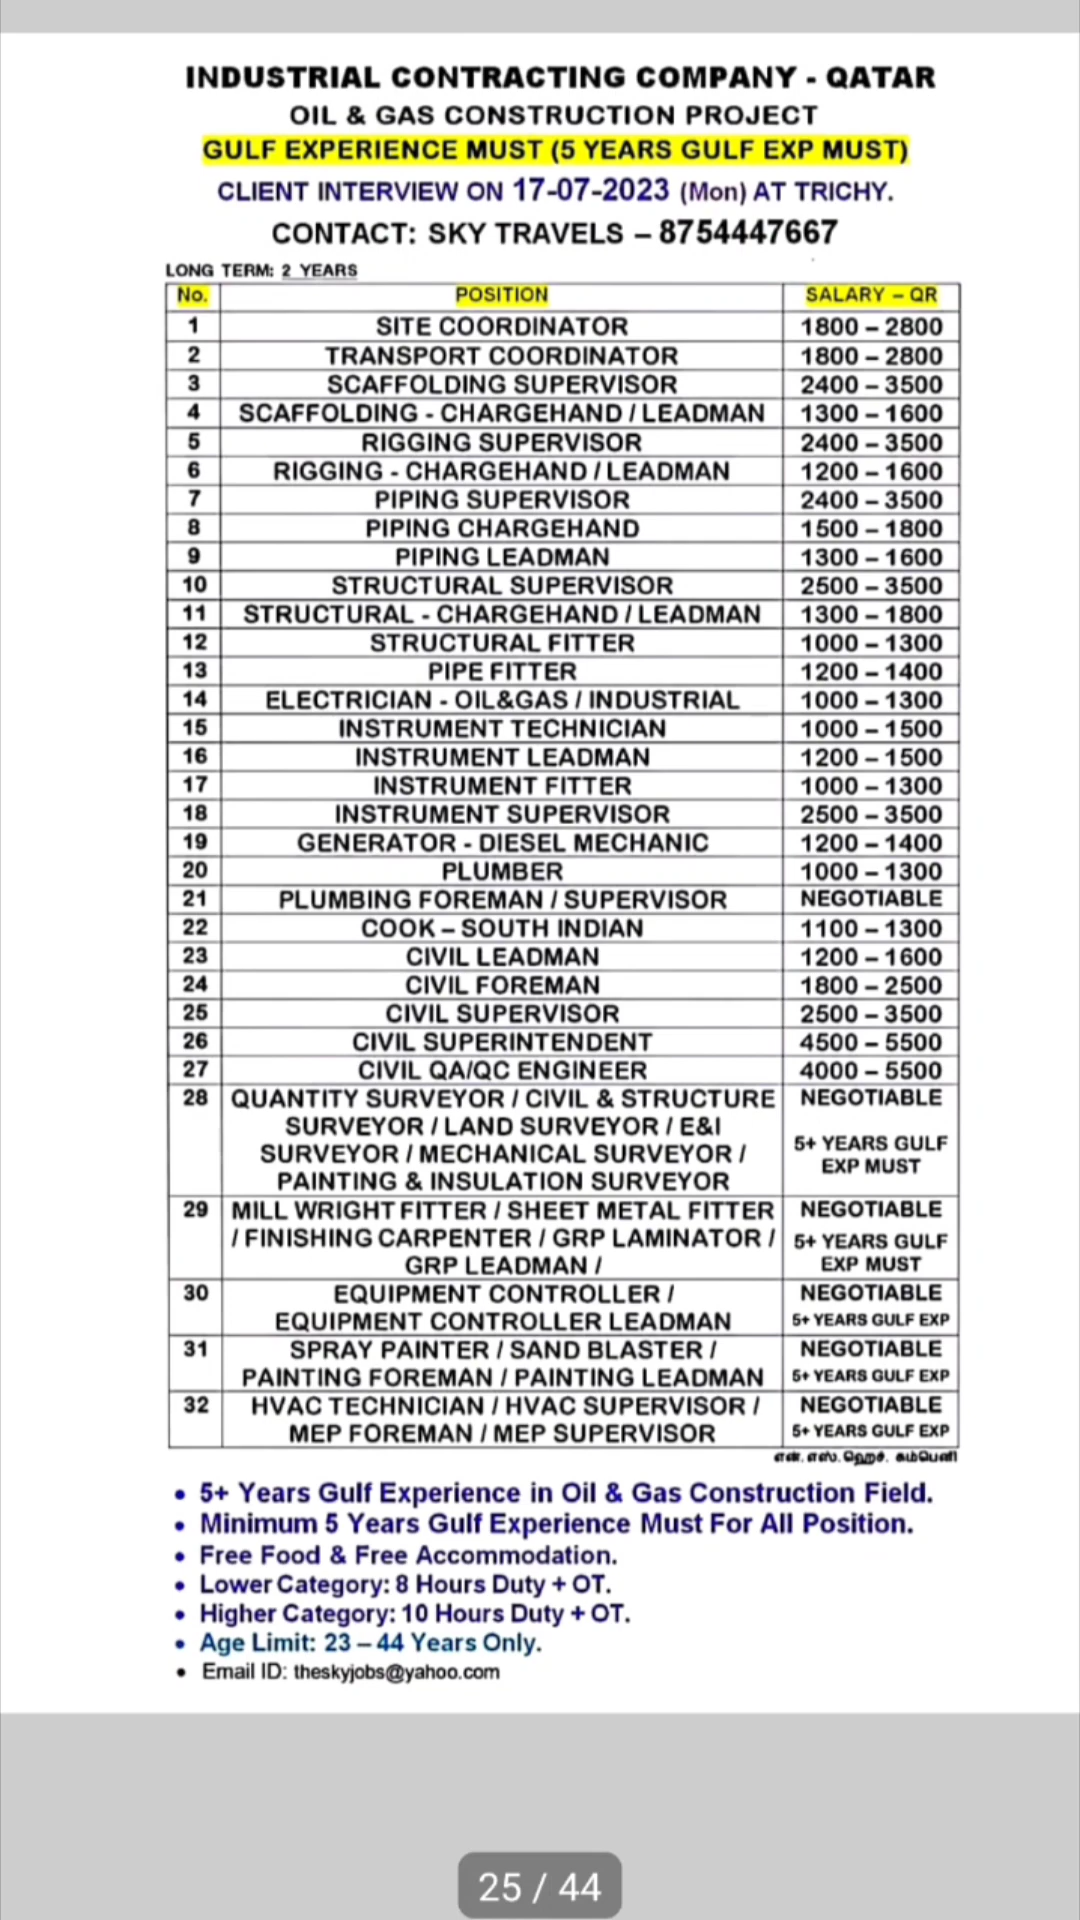 INDUSTRIAL CONTRACTING COMPANY - QATAR
OIL & GAS CONSTRUCTION PROJECT
GULF EXPERIENCE MUST (5 YEARS GULF EXP MUST)
CLIENT INTERVIEW ON 17-07-2023 (Mon) AT TRICHY.
CONTACT: SKY TRAVELS – 8754447667
LONG TERM: 2 YEARS
No. POSITION SALARY – QR
1 SITE COORDINATOR 1800 – 2800
2 TRANSPORT COORDINATOR 1800 – 2800
3 SCAFFOLDING SUPERVISOR 2400 – 3500
4 SCAFFOLDING - CHARGEHAND / LEADMAN 1300 – 1600
5 RIGGING SUPERVISOR 2400 – 3500
6 RIGGING - CHARGEHAND / LEADMAN 1200 – 1600
7 PIPING SUPERVISOR 2400 – 3500
8 PIPING CHARGEHAND 1500 – 1800
9 PIPING LEADMAN 1300 – 1600
10 STRUCTURAL SUPERVISOR 2500 – 3500
11 STRUCTURAL - CHARGEHAND / LEADMAN 1300 – 1800
12 STRUCTURAL FITTER 1000 – 1300
13 PIPE FITTER 1200 – 1400
14 ELECTRICIAN - OIL&GAS / INDUSTRIAL 1000 – 1300
15 INSTRUMENT TECHNICIAN 1000 – 1500
16 INSTRUMENT LEADMAN 1200 – 1500
17 INSTRUMENT FITTER 1000 – 1300
18 INSTRUMENT SUPERVISOR 2500 – 3500
19 GENERATOR - DIESEL MECHANIC 1200 – 1400
20 PLUMBER 1000 – 1300
21 PLUMBING FOREMAN / SUPERVISOR NEGOTIABLE
22 COOK – SOUTH INDIAN 1100 – 1300
23 CIVIL LEADMAN 1200 – 1600
24 CIVIL FOREMAN 1800 – 2500
25 CIVIL SUPERVISOR 2500 – 3500
26 CIVIL SUPERINTENDENT 4500 – 5500
27 CIVIL QA/QC ENGINEER 4000 – 5500
28 QUANTITY SURVEYOR / CIVIL & STRUCTURE NEGOTIABLE
SURVEYOR / LAND SURVEYOR / E&I
5+ YEARS GULF
SURVEYOR / MECHANICAL SURVEYOR /
EXP MUST
PAINTING & INSULATION SURVEYOR
29 MILL WRIGHT FITTER / SHEET METAL FITTER NEGOTIABLE
/ FINISHING CARPENTER / GRP LAMINATOR / 5+ YEARS GULF
GRP LEADMAN / EXP MUST
30 EQUIPMENT CONTROLLER / NEGOTIABLE
EQUIPMENT CONTROLLER LEADMAN 5+ YEARS GULF EXP
31 SPRAY PAINTER / SAND BLASTER / NEGOTIABLE
PAINTING FOREMAN / PAINTING LEADMAN 5+ YEARS GULF EXP
32 HVAC TECHNICIAN / HVAC SUPERVISOR / NEGOTIABLE
MEP FOREMAN / MEP SUPERVISOR 5+ YEARS GULF EXP
என். எஸ். ஹெச். கம்பெனி
• 5+ Years Gulf Experience in Oil & Gas Construction Field.
• Minimum 5 Years Gulf Experience Must For All Position.
• Free Food & Free Accommodation.
• Lower Category: 8 Hours Duty + OT.
• Higher Category: 10 Hours Duty + OT.
• Age Limit: 23 – 44 Years Only.
• Email ID: theskyjobs@yahoo.com
25 / 44